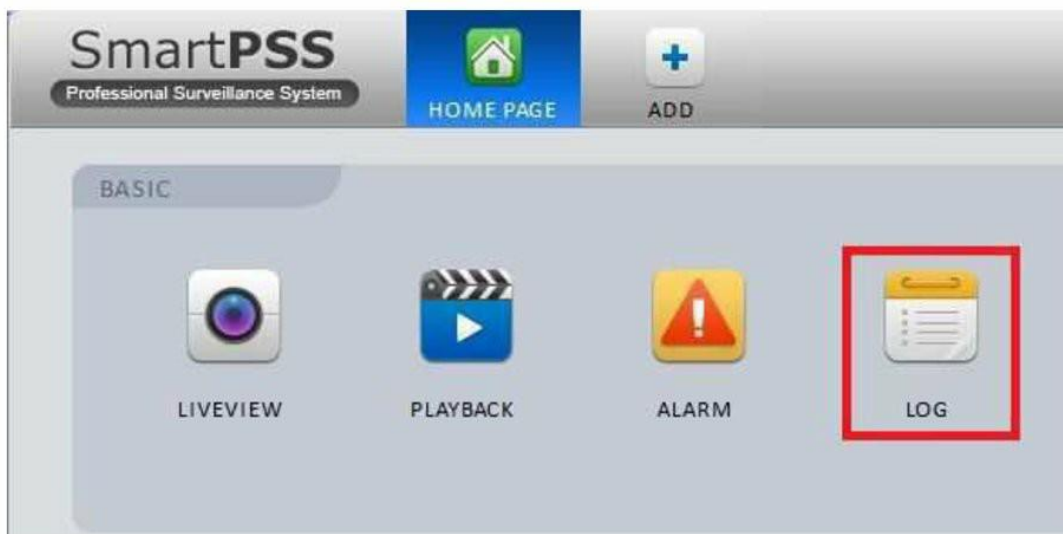 SmartPSS
Professional Surveillance System
HOME PAGE
ADD
BASIC
LIVEVIEW
PLAYBACK
ALARM
LOG